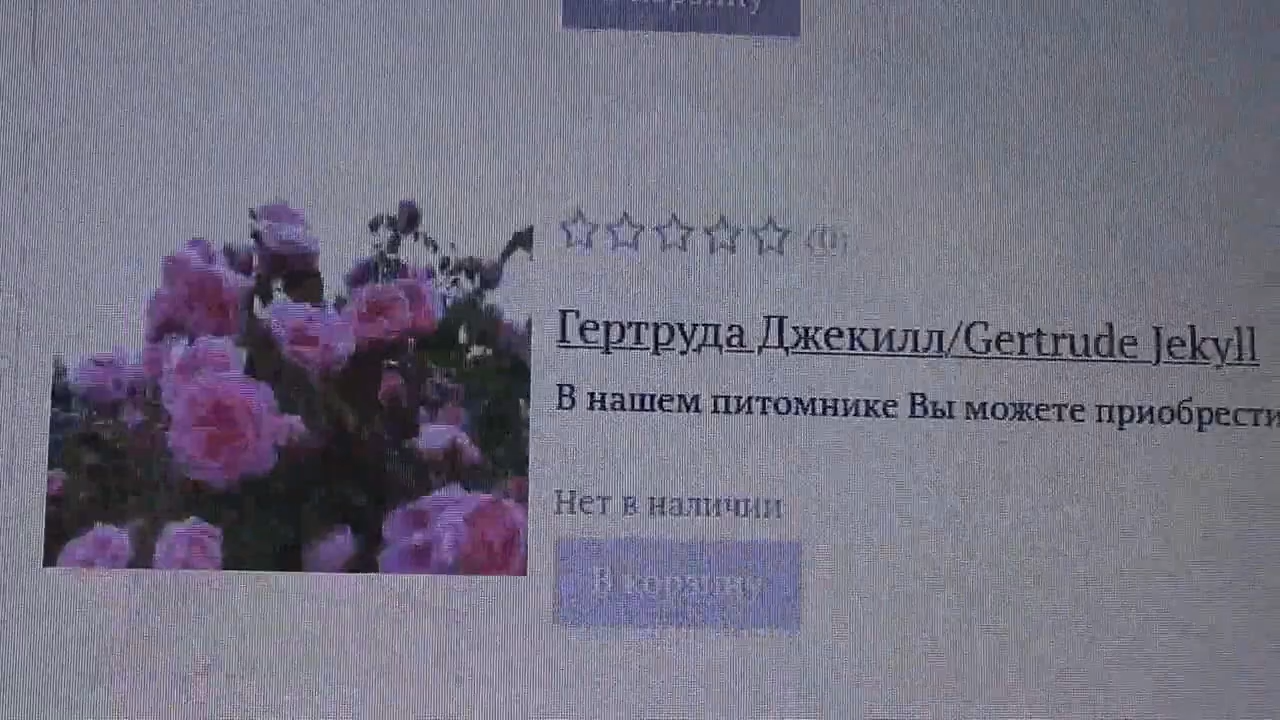 ☆☆☆☆☆ (0)
Гертруда Джекилл/Gertrude Jekyll
В нашем питомнике Вы можете приобрести
Нет в наличии
В корзину